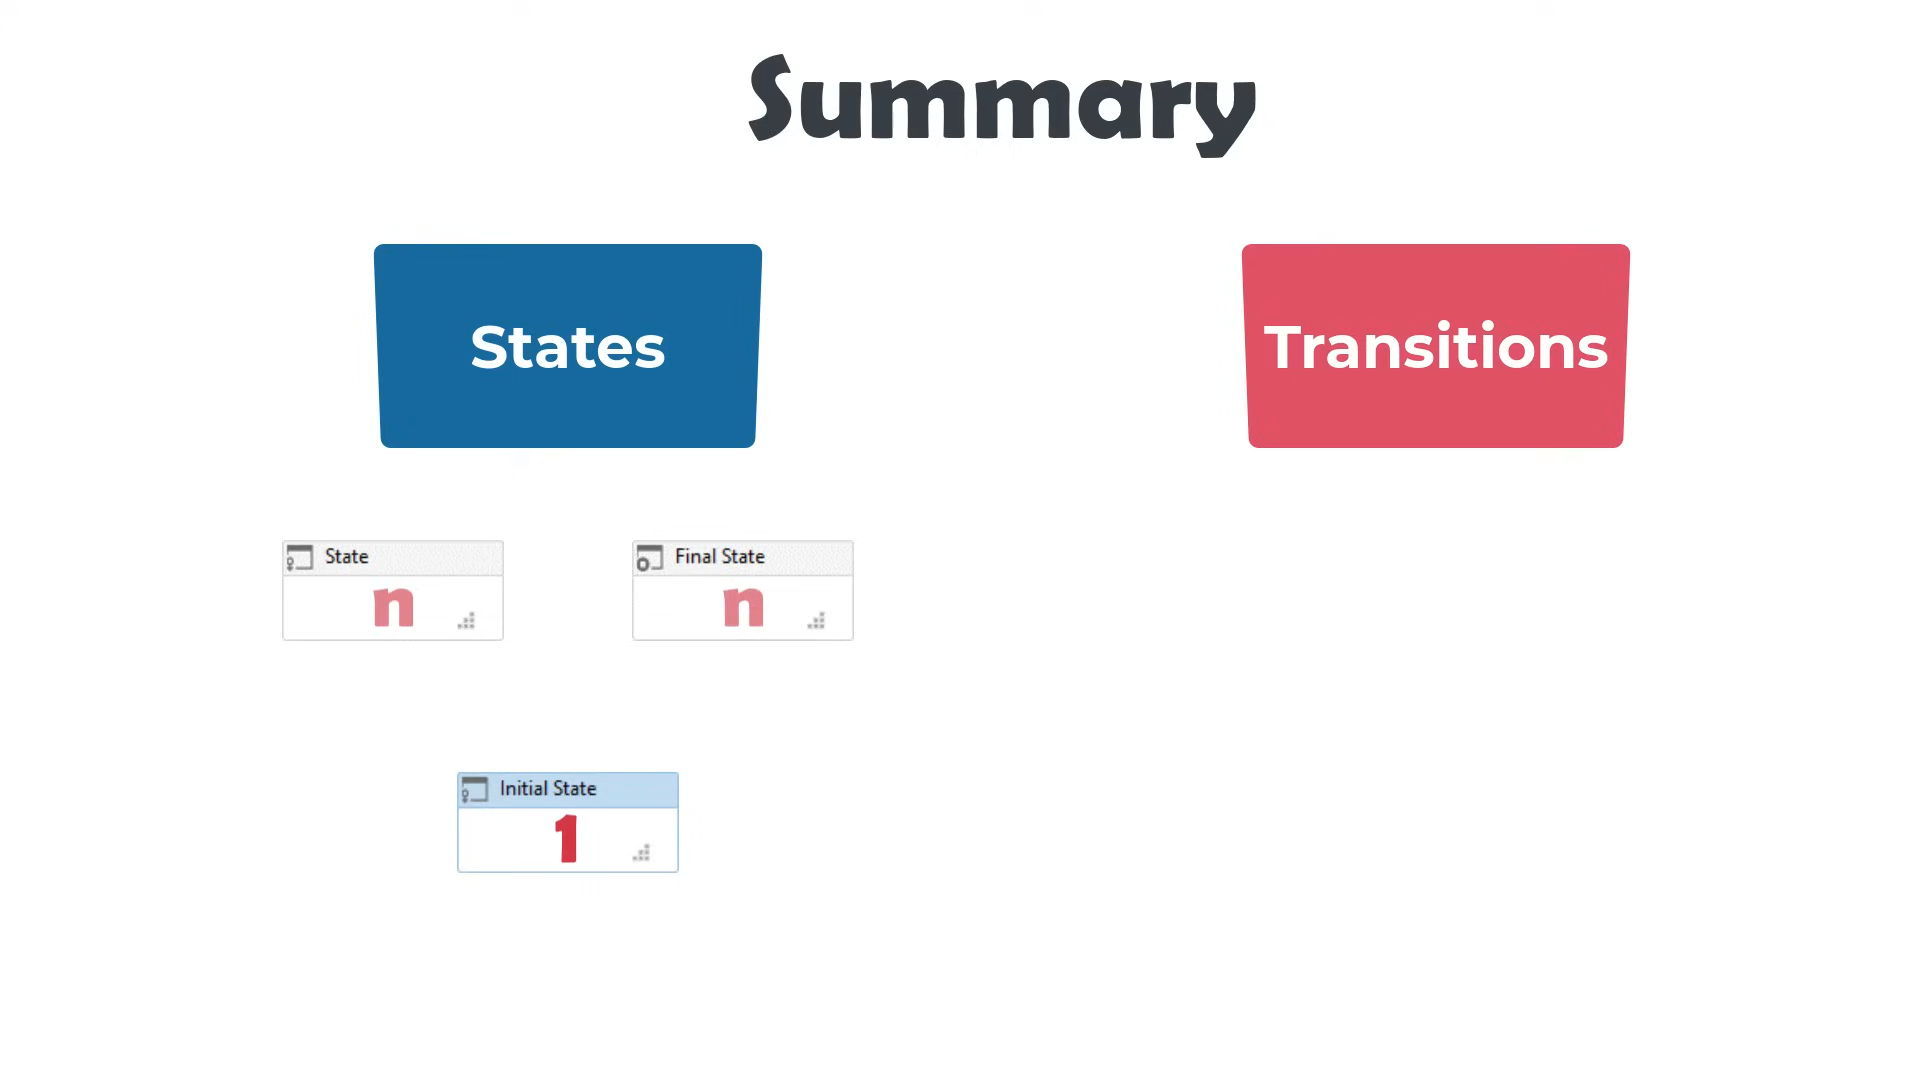 Summary
States
Transitions
State
n
Final State
n
Initial State
1